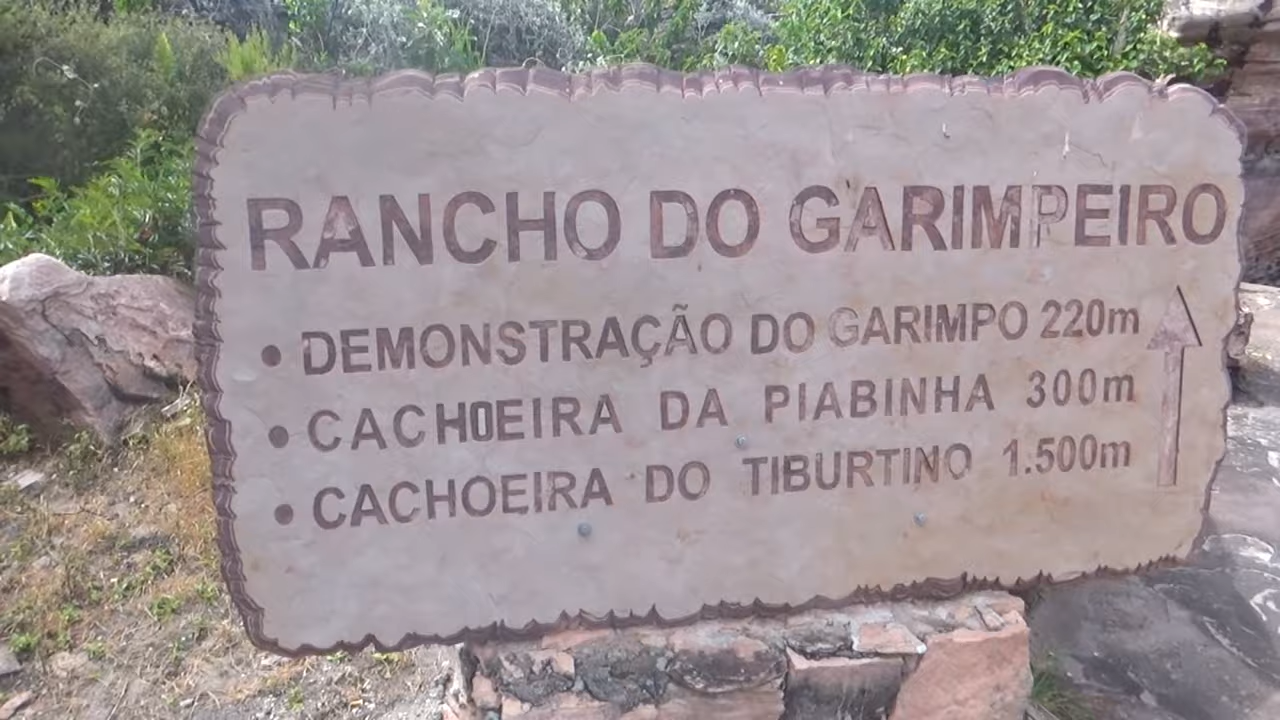 RANCHO DO GARIMPEIRO
• DEMONSTRAÇÃO DO GARIMPO 220m
• CACHOEIRA DA PIABINHA 300m
• CACHOEIRA DO TIBURTINO 1.500m